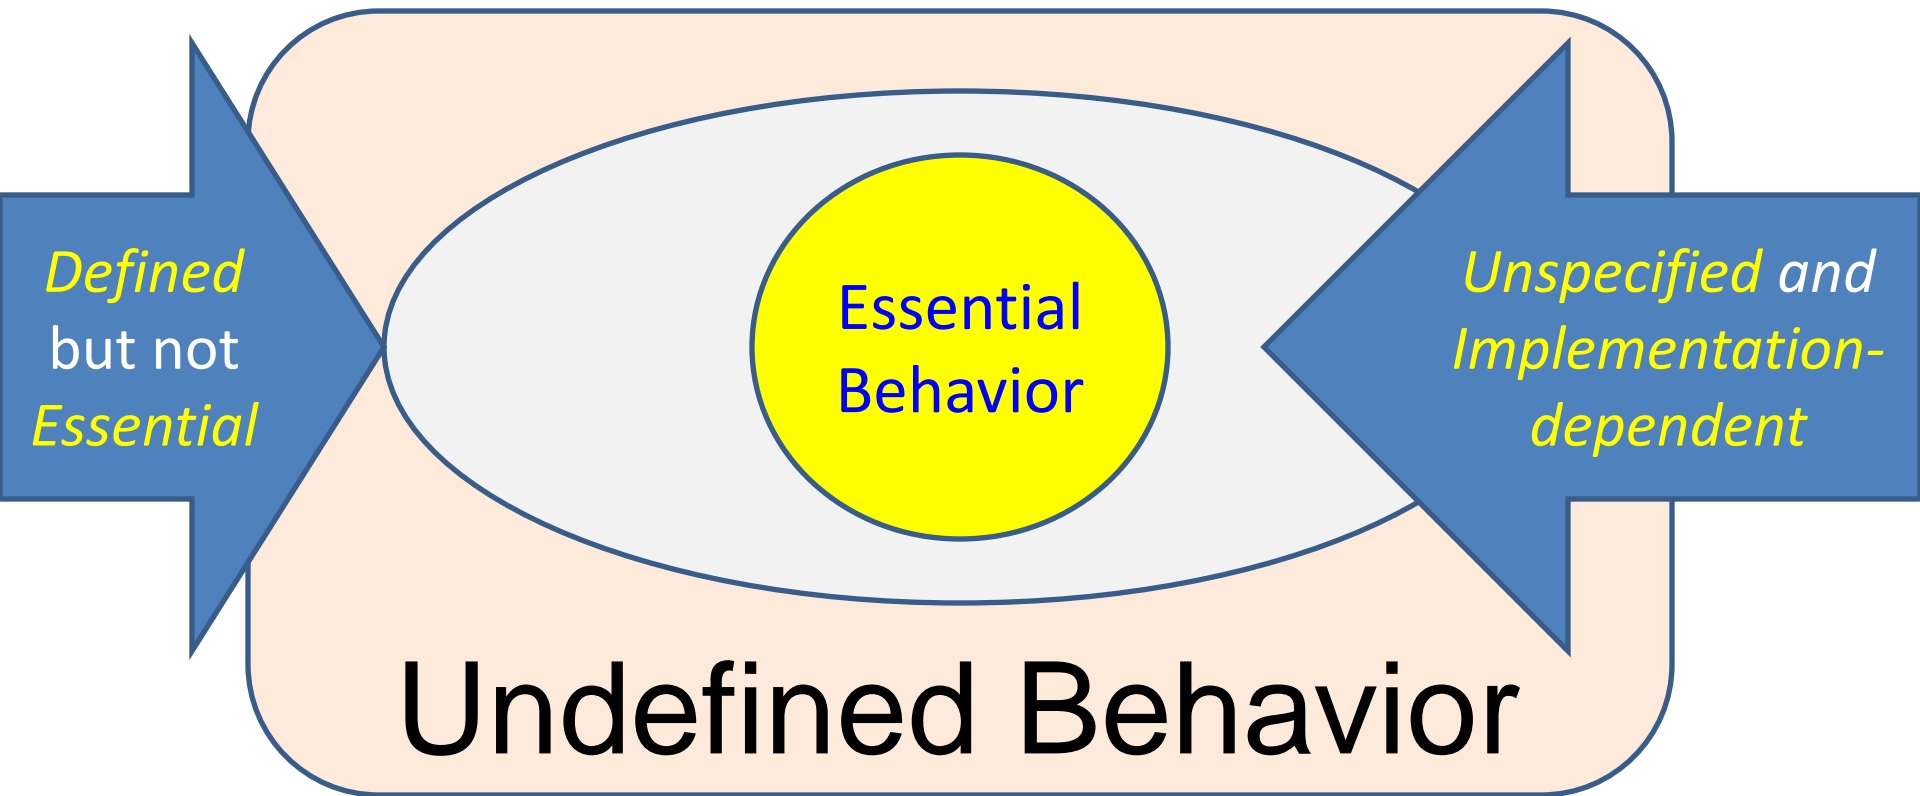 Defined
but not
Essential
Essential
Behavior
Unspecified and
Implementation-
dependent
Undefined Behavior